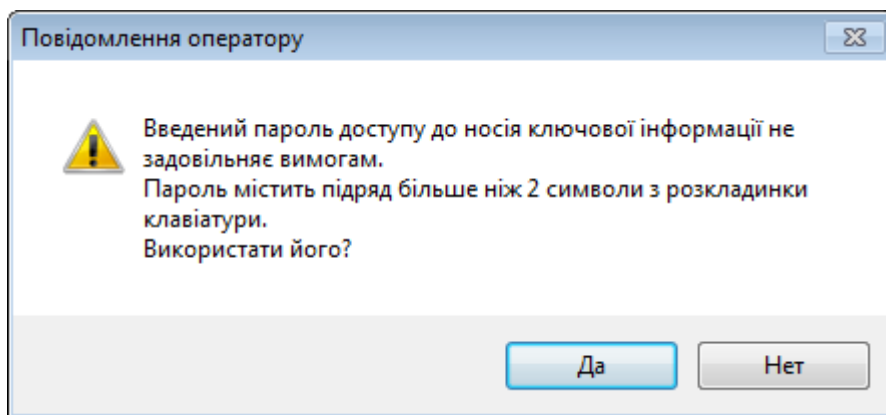 Повідомлення оператору
Введений пароль доступу до носія ключової інформації не
задовільняє вимогам.
Пароль містить підряд більше ніж 2 символи з розкладинки
клавіатури.
Використати його?
Да
Нет